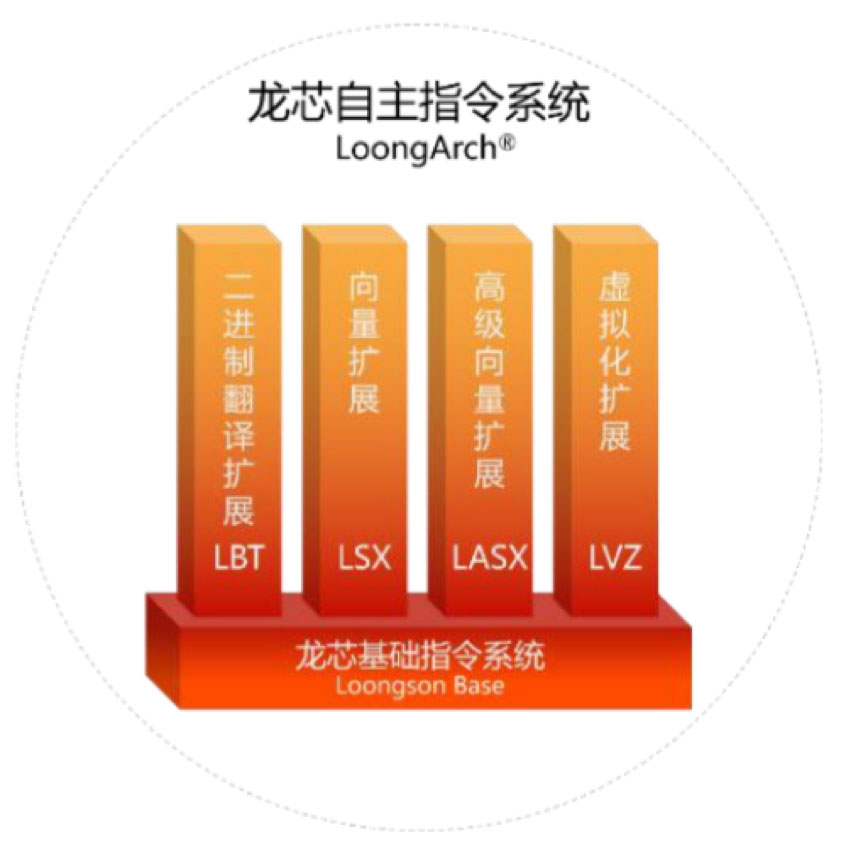 龙芯自主指令系统
LoongArch®
二进制翻译扩展
LBT
向量扩展
LSX
高级向量扩展
LASX
虚拟化扩展
LVZ
龙芯基础指令系统
Loongson Base